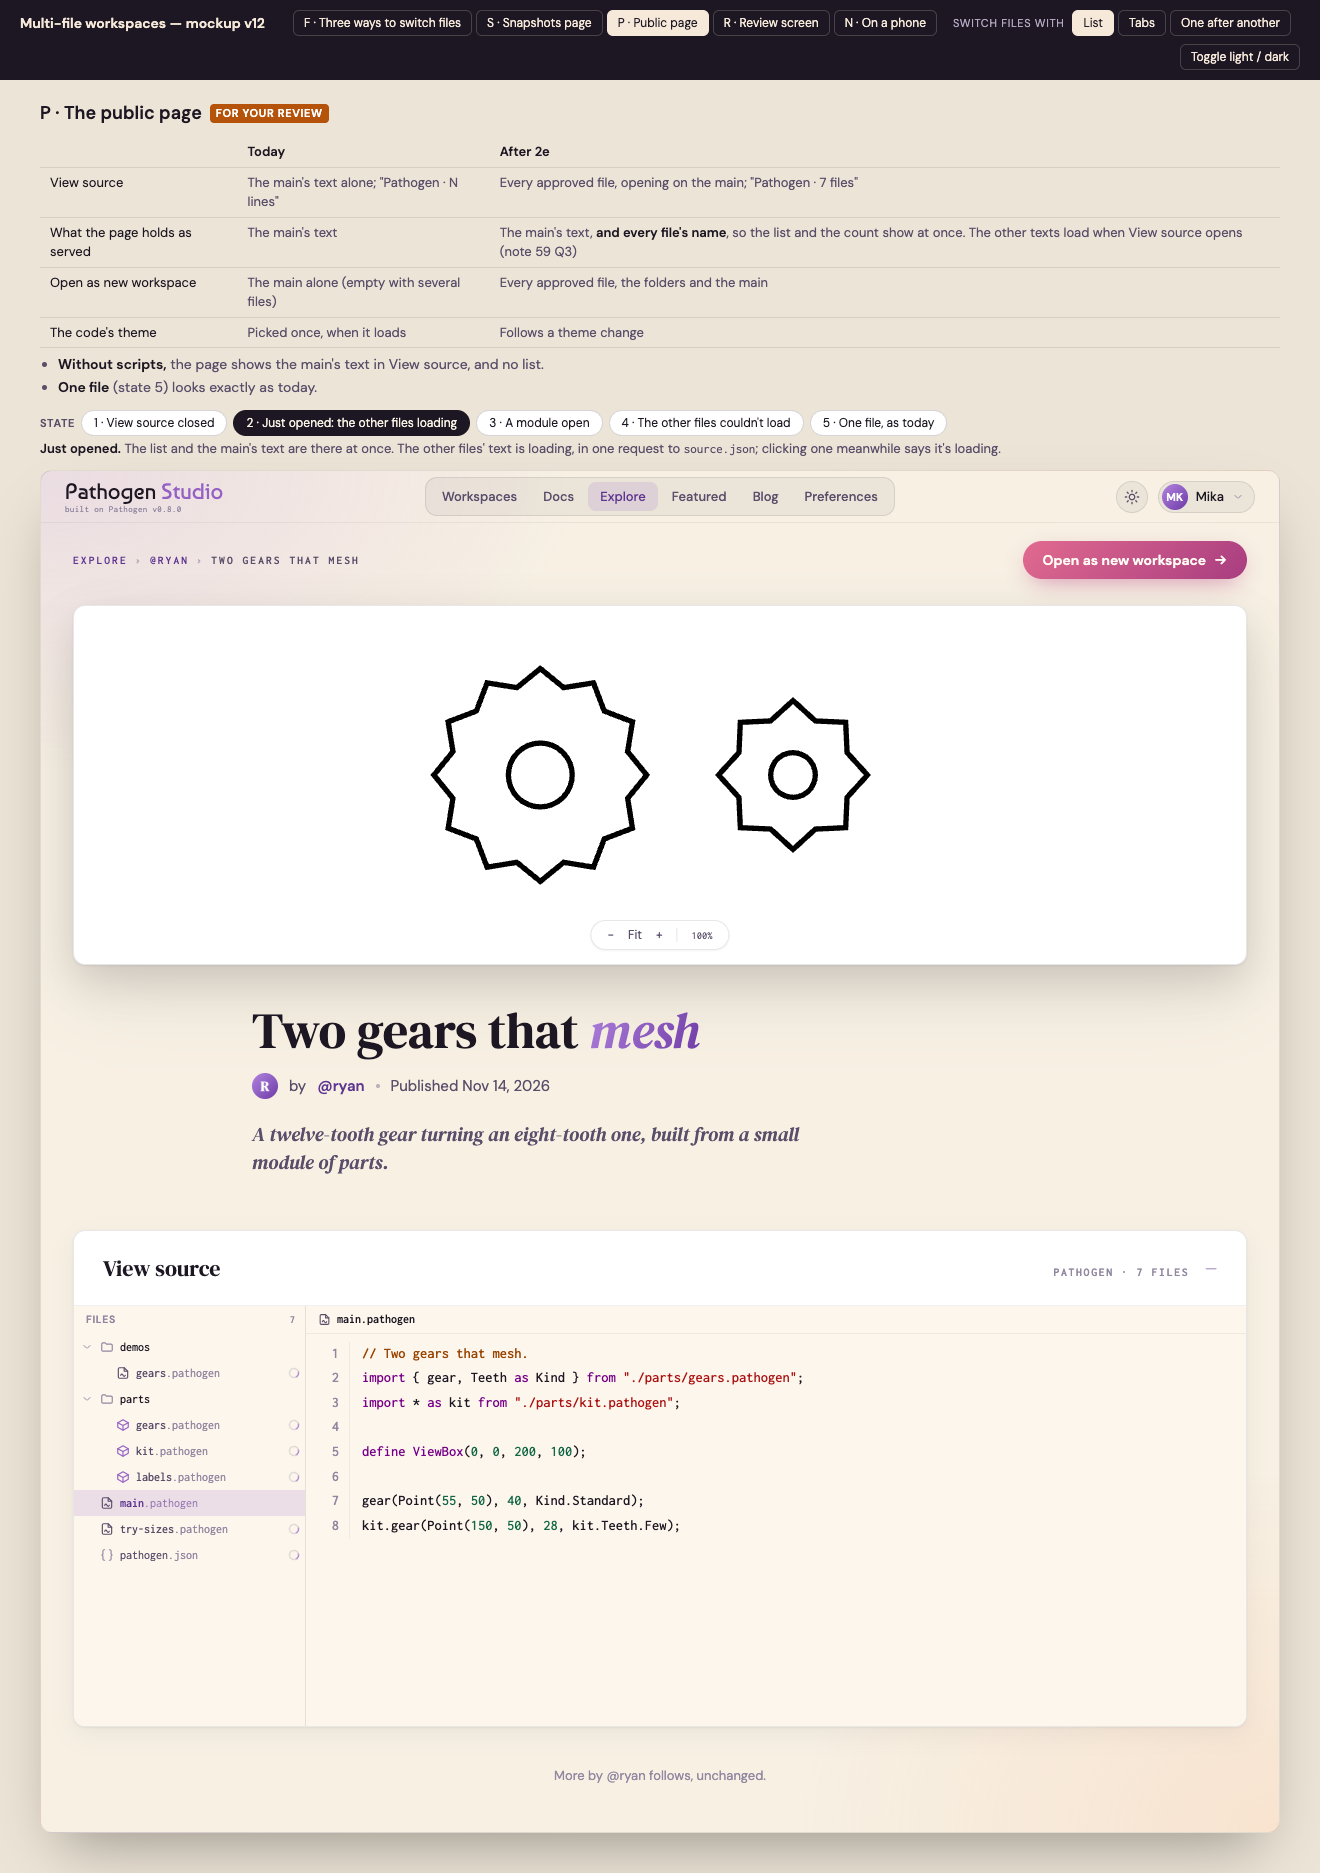 Multi-file workspaces — mockup v12
F · Three ways to switch files
S · Snapshots page
P · Public page
R · Review screen
N · On a phone
SWITCH FILES WITH
List
Tabs
One after another
Toggle light / dark
P · The public page
FOR YOUR REVIEW
Today
After 2e
View source
The main's text alone; "Pathogen · N
lines"
Every approved file, opening on the main; "Pathogen · 7 files"
What the page holds as
served
The main's text
The main's text, and every file's name, so the list and the count show at once. The other texts load when View source opens
(note 59 Q3)
Open as new workspace
The main alone (empty with several
files)
Every approved file, the folders and the main
The code's theme
Picked once, when it loads
Follows a theme change
• Without scripts, the page shows the main's text in View source, and no list.
• One file (state 5) looks exactly as today.
STATE
1 · View source closed
2 · Just opened: the other files loading
3 · A module open
4 · The other files couldn't load
5 · One file, as today
Just opened. The list and the main's text are there at once. The other files' text is loading, in one request to source.json; clicking one meanwhile says it's loading.
Pathogen Studio
built on Pathogen v0.8.0
Workspaces
Docs
Explore
Featured
Blog
Preferences
MK
Mika
EXPLORE › @RYAN › TWO GEARS THAT MESH
Open as new workspace →
− Fit + 100%
Two gears that mesh
R by @ryan • Published Nov 14, 2026
A twelve-tooth gear turning an eight-tooth one, built from a small
module of parts.
View source
PATHOGEN · 7 FILES —
FILES 7
demos
gears.pathogen
parts
gears.pathogen
kit.pathogen
labels.pathogen
main.pathogen
try-sizes.pathogen
{} pathogen.json
main.pathogen
1 // Two gears that mesh.
2 import { gear, Teeth as Kind } from "./parts/gears.pathogen";
3 import * as kit from "./parts/kit.pathogen";
4
5 define ViewBox(0, 0, 200, 100);
6
7 gear(Point(55, 50), 40, Kind.Standard);
8 kit.gear(Point(150, 50), 28, kit.Teeth.Few);
More by @ryan follows, unchanged.